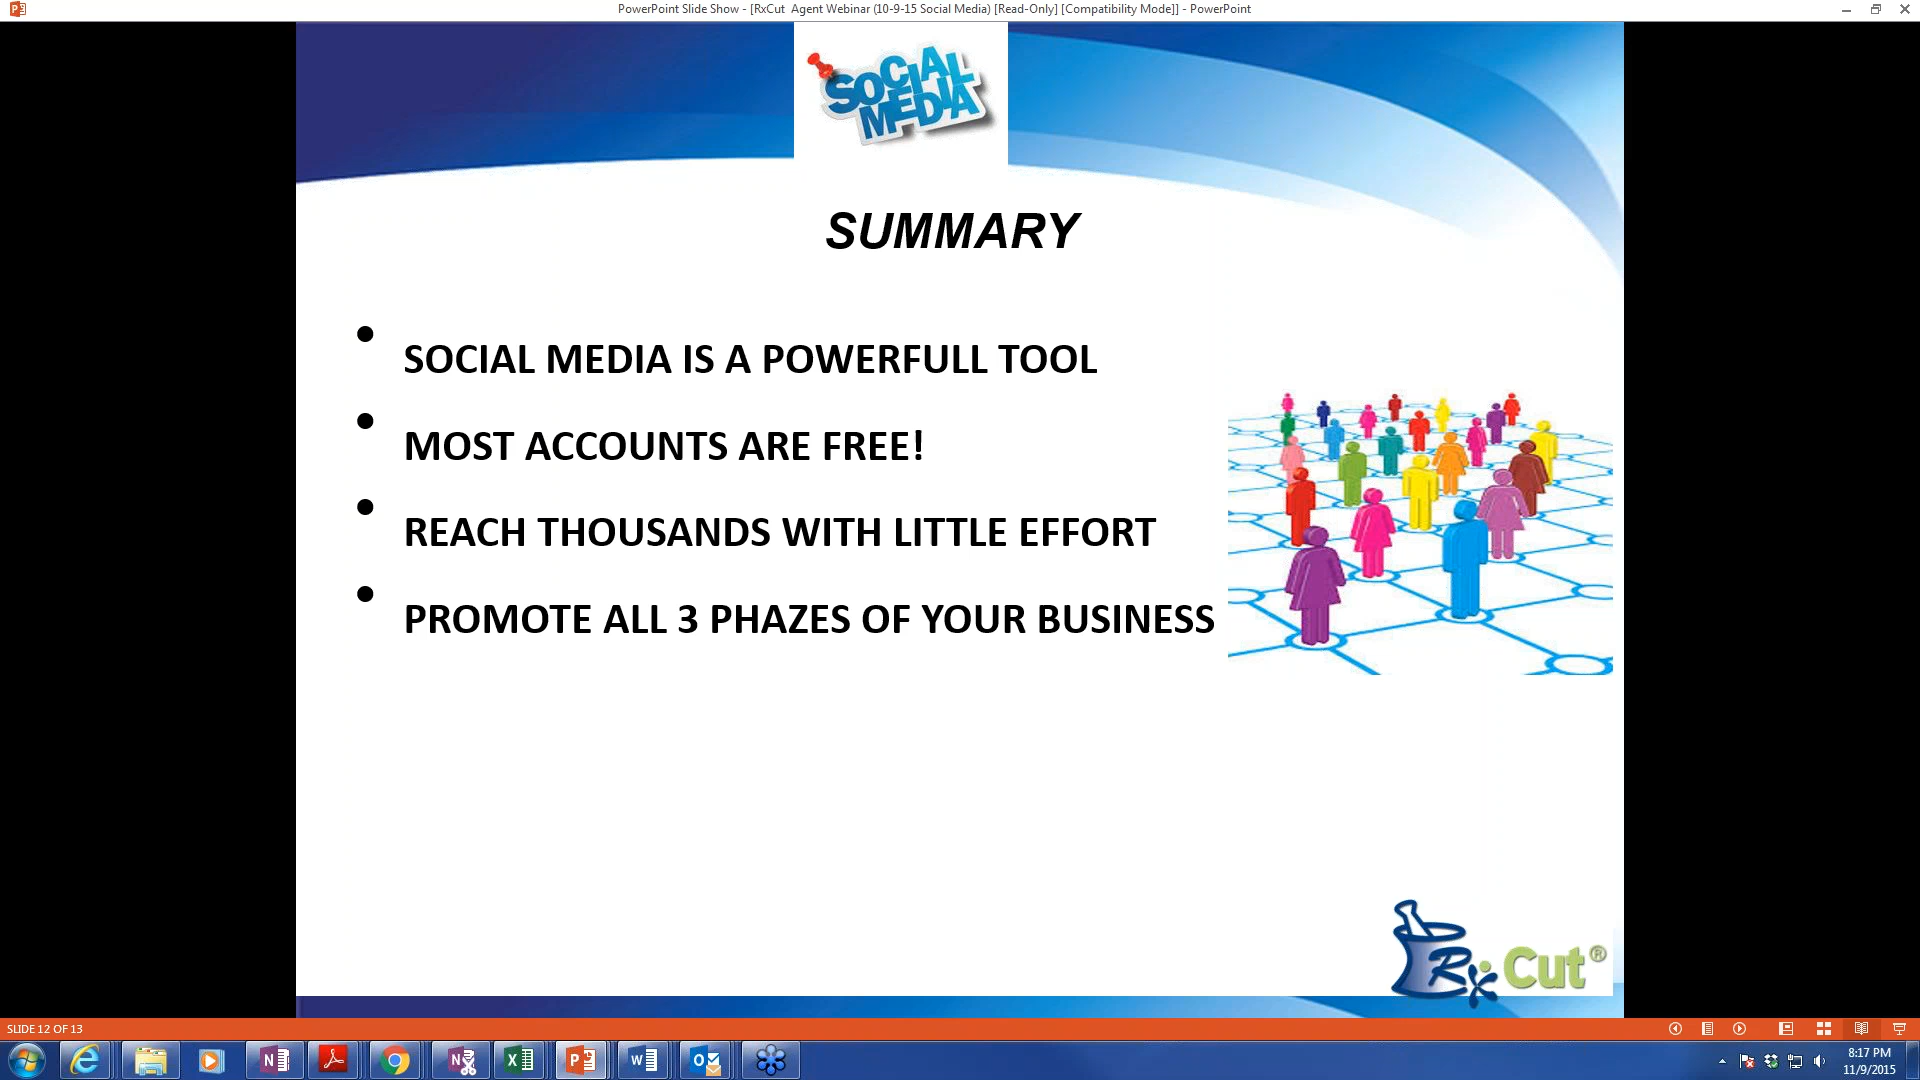 PowerPoint Slide Show - [RxCut  Agent Webinar (10-9-15 Social Media) [Read-Only] [Compatibility Mode]] - PowerPoint
SOCIAL
MEDIA
SUMMARY
• SOCIAL MEDIA IS A POWERFULL TOOL
• MOST ACCOUNTS ARE FREE!
• REACH THOUSANDS WITH LITTLE EFFORT
• PROMOTE ALL 3 PHAZES OF YOUR BUSINESS
RxCut®
SLIDE 12 OF 13
8:17 PM
11/9/2015